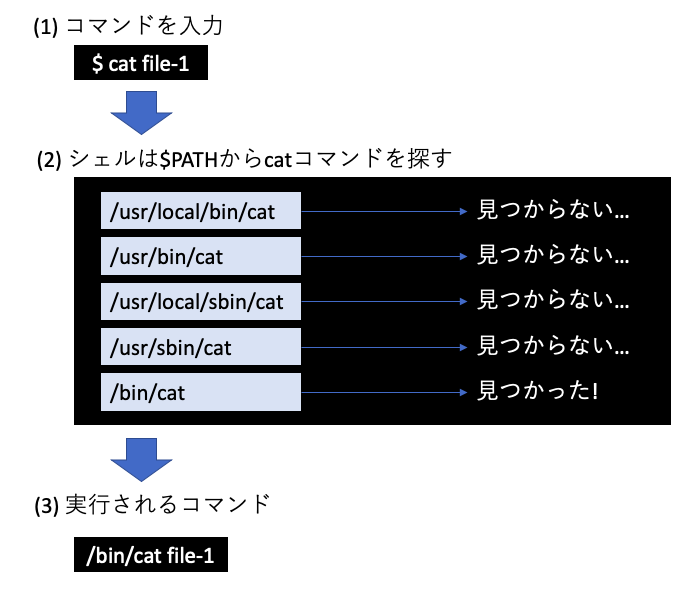 (1) コマンドを入力
$ cat file-1
(2) シェルは$PATHからcatコマンドを探す
/usr/local/bin/cat 見つからない...
/usr/bin/cat 見つからない...
/usr/local/sbin/cat 見つからない...
/usr/sbin/cat 見つからない...
/bin/cat 見つかった!
(3) 実行されるコマンド
/bin/cat file-1